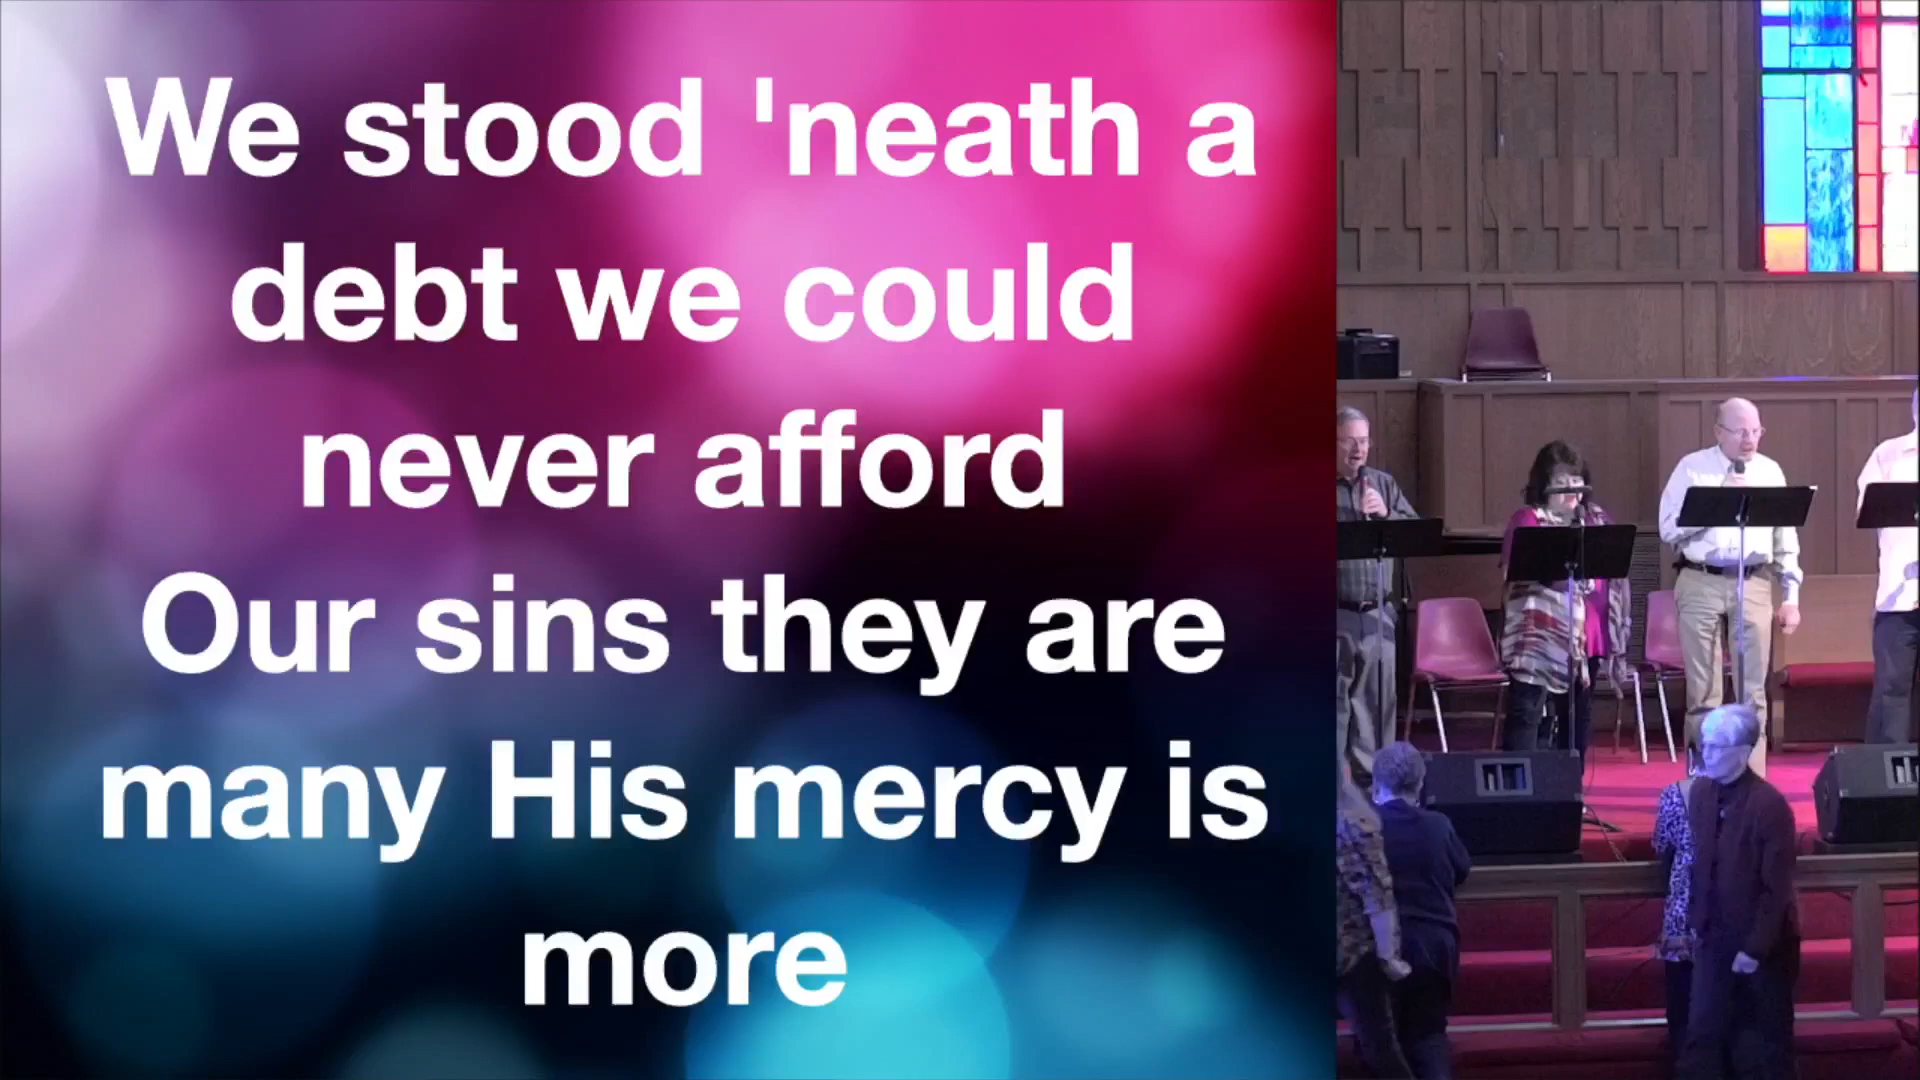 We stood 'neath a
debt we could
never afford
Our sins they are
many His mercy is
more